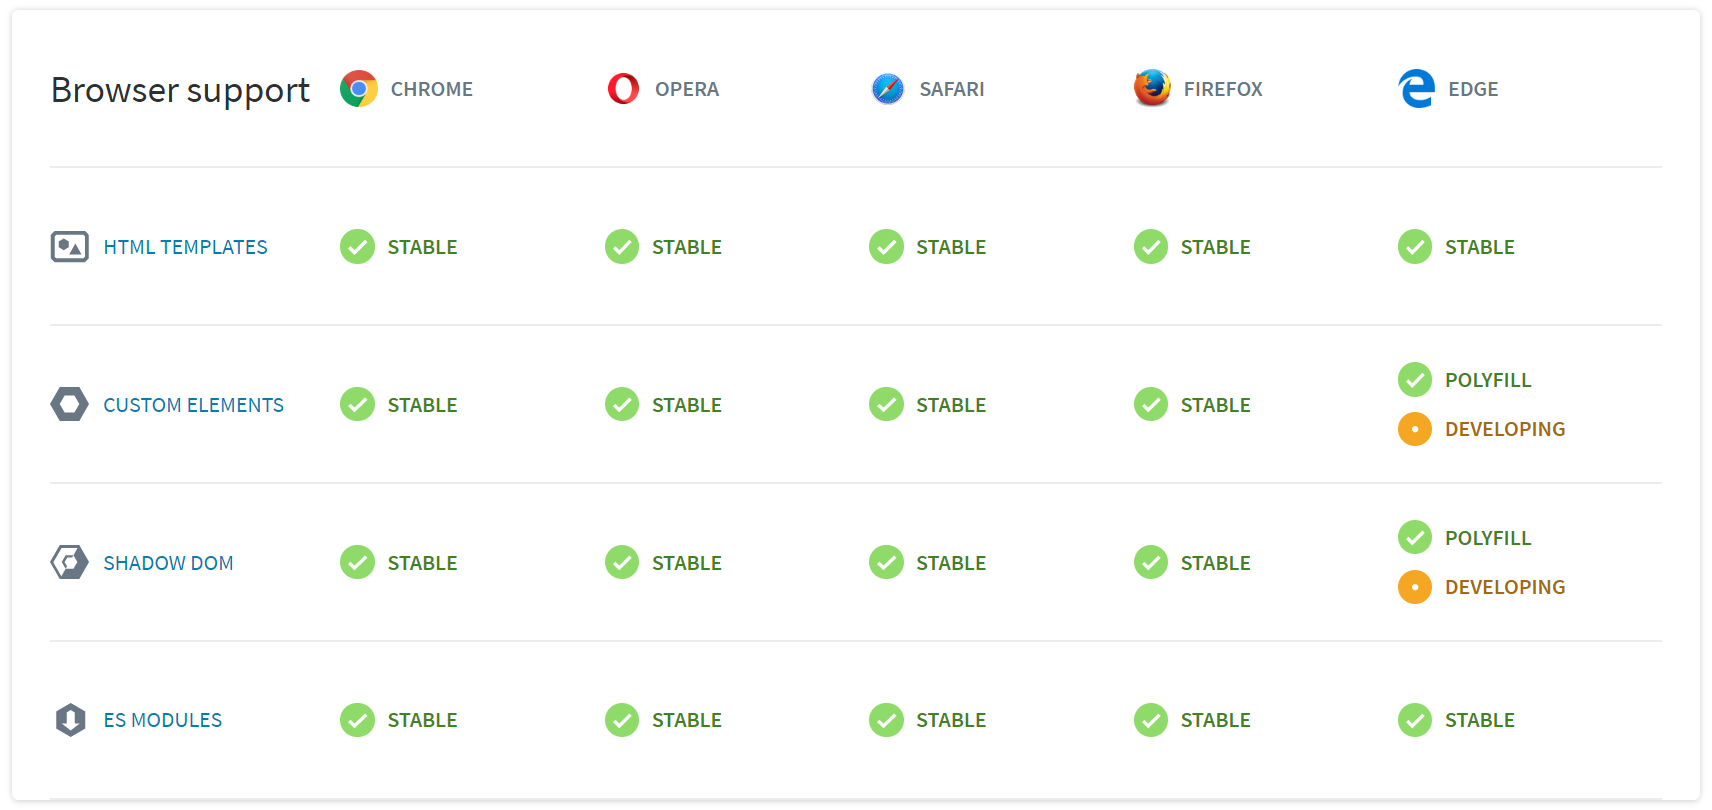 Browser support CHROME OPERA SAFARI FIREFOX EDGE
HTML TEMPLATES STABLE STABLE STABLE STABLE STABLE
CUSTOM ELEMENTS STABLE STABLE STABLE STABLE POLYFILL
DEVELOPING
SHADOW DOM STABLE STABLE STABLE STABLE POLYFILL
DEVELOPING
ES MODULES STABLE STABLE STABLE STABLE STABLE